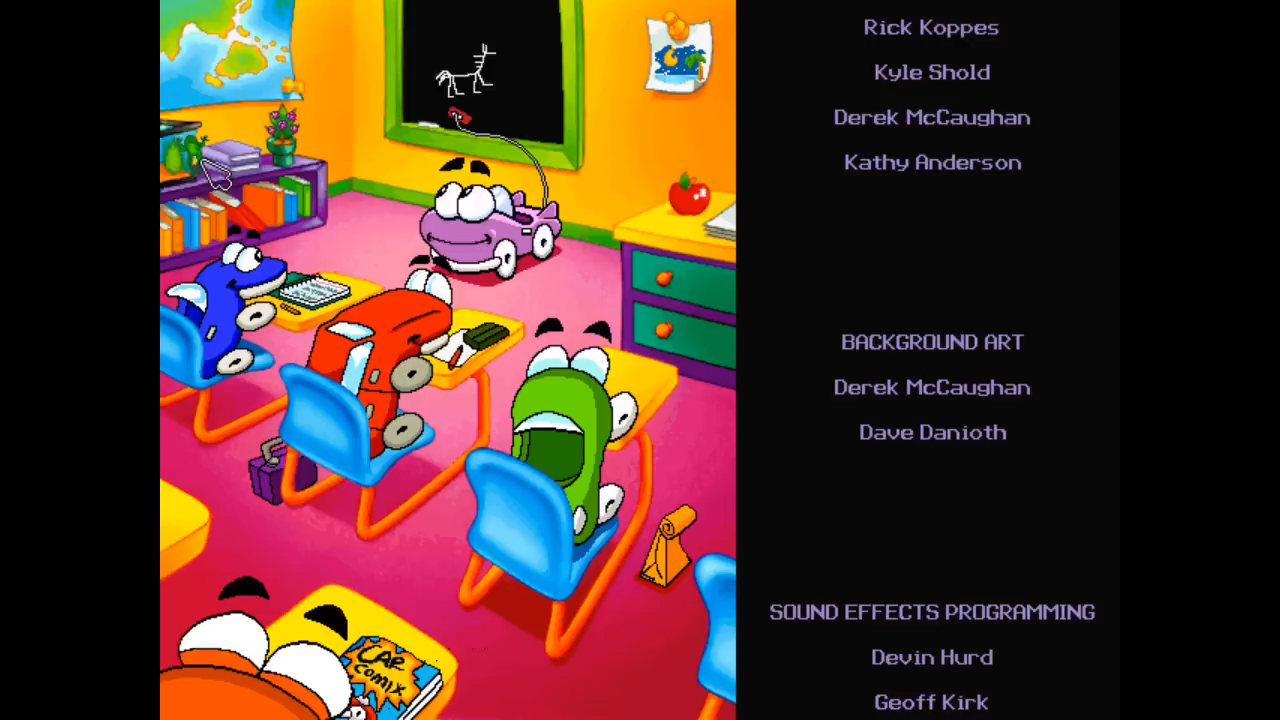 Rick Koppes
Kyle Shold
Derek McCaughan
Kathy Anderson
BACKGROUND ART
Derek McCaughan
Dave Danioth
SOUND EFFECTS PROGRAMMING
Devin Hurd
Geoff Kirk
CAR
COMIX